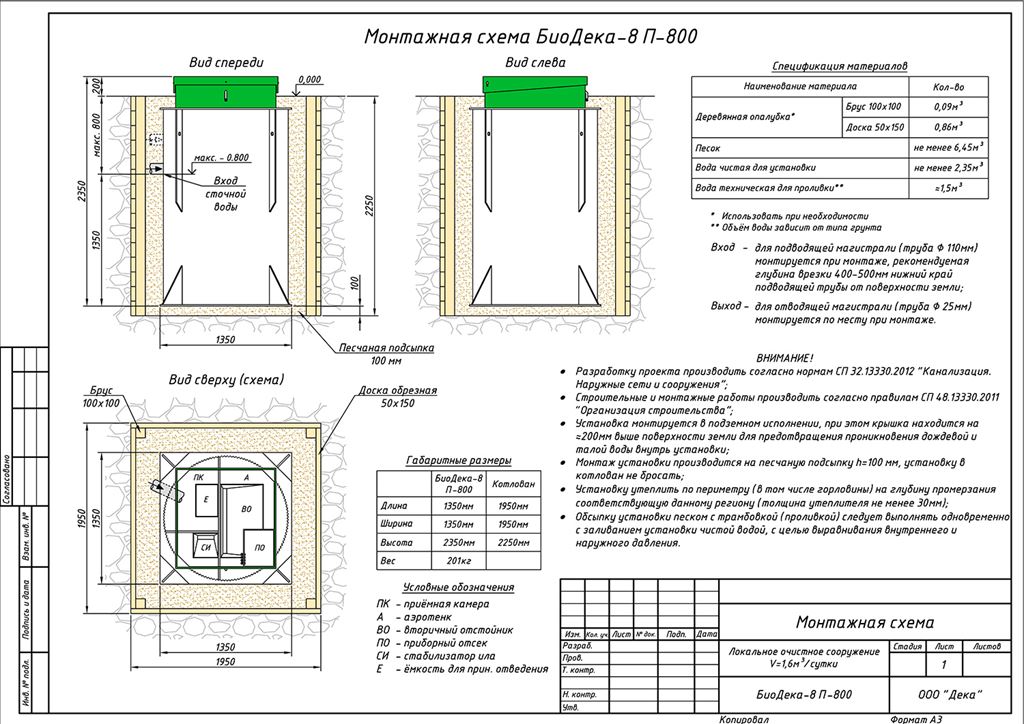 Монтажная схема БиоДека-8 П-800
Вид спереди
Вид слева
0,000
200
макс. 800
2350
1350
макс. - 0.800
Вход
сточной
воды
2250
100
1350
Песчаная подсыпка
100 мм
Спецификация материалов
Наименование материала
Кол-во
Деревянная опалубка*
Брус 100х100
0,09м³
Доска 50х150
0,86м³
Песок
не менее 6,45м³
Вода чистая для установки
не менее 2,35м³
Вода техническая для проливки**
≈1,5м³
* Использовать при необходимости
** Объём воды зависит от типа грунта
Вход - для подводящей магистрали (труба Ф 110мм)
монтируется при монтаже, рекомендуемая
глубина врезки 400-500мм нижний край
подводящей трубы от поверхности земли;
Выход - для отводящей магистрали (труба Ф 25мм)
монтируется по месту при монтаже.
ВНИМАНИЕ!
• Разработку проекта производить согласно нормам СП 32.13330.2012 "Канализация.
Наружные сети и сооружения";
• Строительные и монтажные работы производить согласно правилам СП 48.13330.2011
"Организация строительства";
• Установка монтируется в подземном исполнении, при этом крышка находится на
≈200мм выше поверхности земли для предотвращения проникновения дождевой и
талой воды внутрь установки;
• Монтаж установки производится на песчаную подсыпку h=100 мм, установку в
котлован не бросать;
• Установку утеплить по периметру (в том числе горловины) на глубину промерзания
соответствующую данному региону (толщина утеплителя не менее 30мм);
• Обсыпку установки песком с трамбовкой (проливкой) следует выполнять одновременно
с заливанием установки чистой водой, с целью выравнивания внутреннего и
наружного давления.
Вид сверху (схема)
Брус
100х100
Доска обрезная
50х150
ПК
А
Е
ВО
СИ
ПО
1950
1350
1350
1950
Габаритные размеры
БиоДека-8
П-800
Котлован
Длина
1350мм
1950мм
Ширина
1350мм
1950мм
Высота
2350мм
2250мм
Вес
201кг
Условные обозначения
ПК - приёмная камера
А - аэротенк
ВО - вторичный отстойник
ПО - приборный отсек
СИ - стабилизатор ила
Е - ёмкость для прин. отведения
Согласовано
Взам. инв. №
Подпись и дата
Инв. № подл.
Изм.
Кол. уч.
Лист
№ док.
Подп.
Дата
Разраб.
Пров.
Т. контр.
Н. контр.
Утв.
Монтажная схема
Локальное очистное сооружение
V=1,6м³/сутки
Стадия
Лист
Листов
1
БиоДека-8 П-800
ООО "Дека"
Копировал
Формат А3